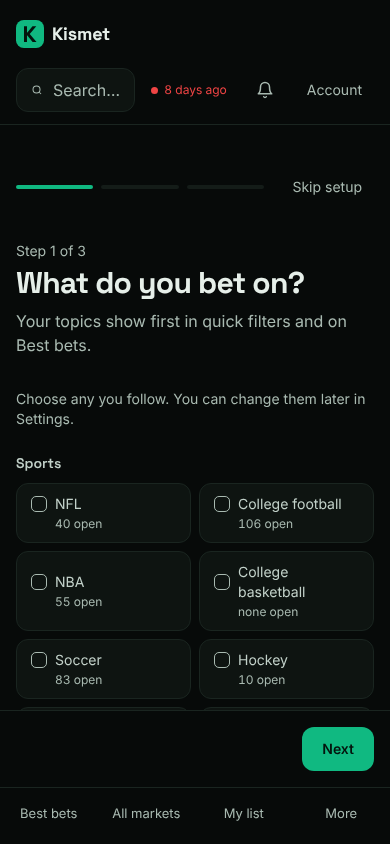 K Kismet
Search...
8 days ago
Account
Skip setup
Step 1 of 3
What do you bet on?
Your topics show first in quick filters and on
Best bets.
Choose any you follow. You can change them later in
Settings.
Sports
NFL
40 open
College football
106 open
NBA
55 open
College
basketball
none open
Soccer
83 open
Hockey
10 open
Next
Best bets
All markets
My list
More